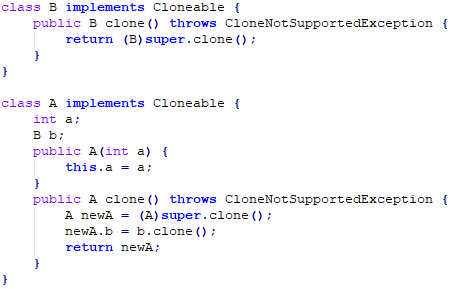 class B implements Cloneable {
    public B clone() throws CloneNotSupportedException {
        return (B)super.clone();
    }
}

class A implements Cloneable {
    int a;
    B b;
    public A(int a) {
        this.a = a;
    }
    public A clone() throws CloneNotSupportedException {
        A newA = (A)super.clone();
        newA.b = b.clone();
        return newA;
    }
}